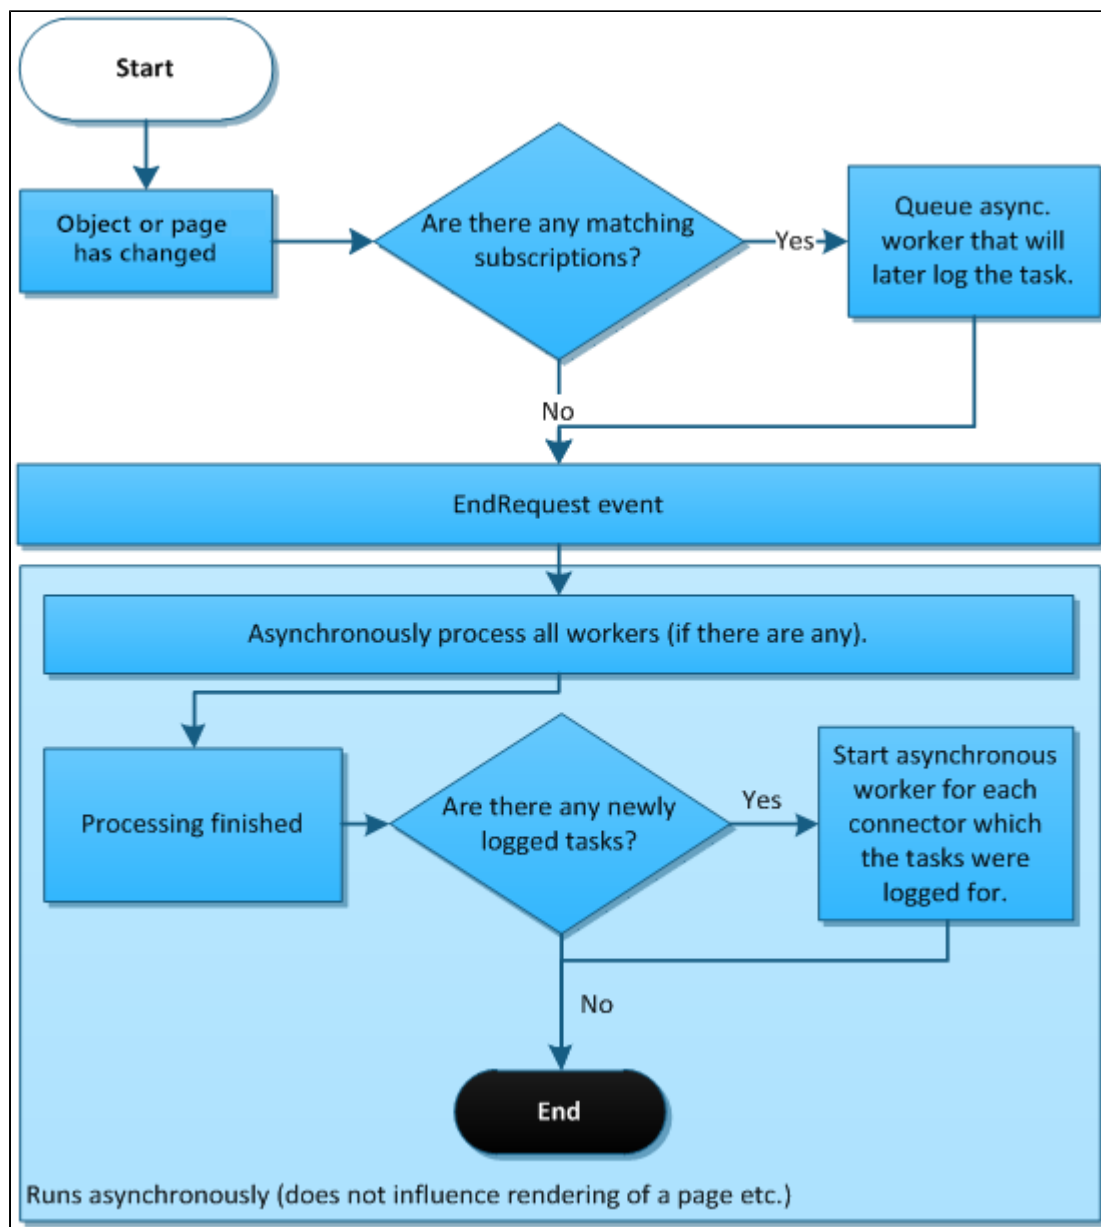 Start
Object or page
has changed
Are there any matching
subscriptions?
Yes
Queue async.
worker that will
later log the task.
No
EndRequest event
Asynchronously process all workers (if there are any).
Processing finished
Are there any newly
logged tasks?
Yes
Start asynchronous
worker for each
connector which
the tasks were
logged for.
No
End
Runs asynchronously (does not influence rendering of a page etc.)